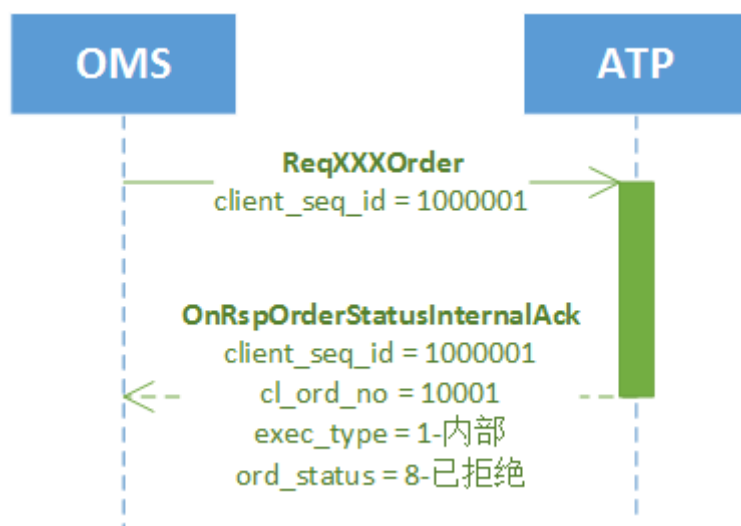 OMS
ATP
ReqXXXOrder
client_seq_id = 1000001
OnRspOrderStatusInternalAck
client_seq_id = 1000001
cl_ord_no = 10001
exec_type = 1-内部
ord_status = 8-已拒绝